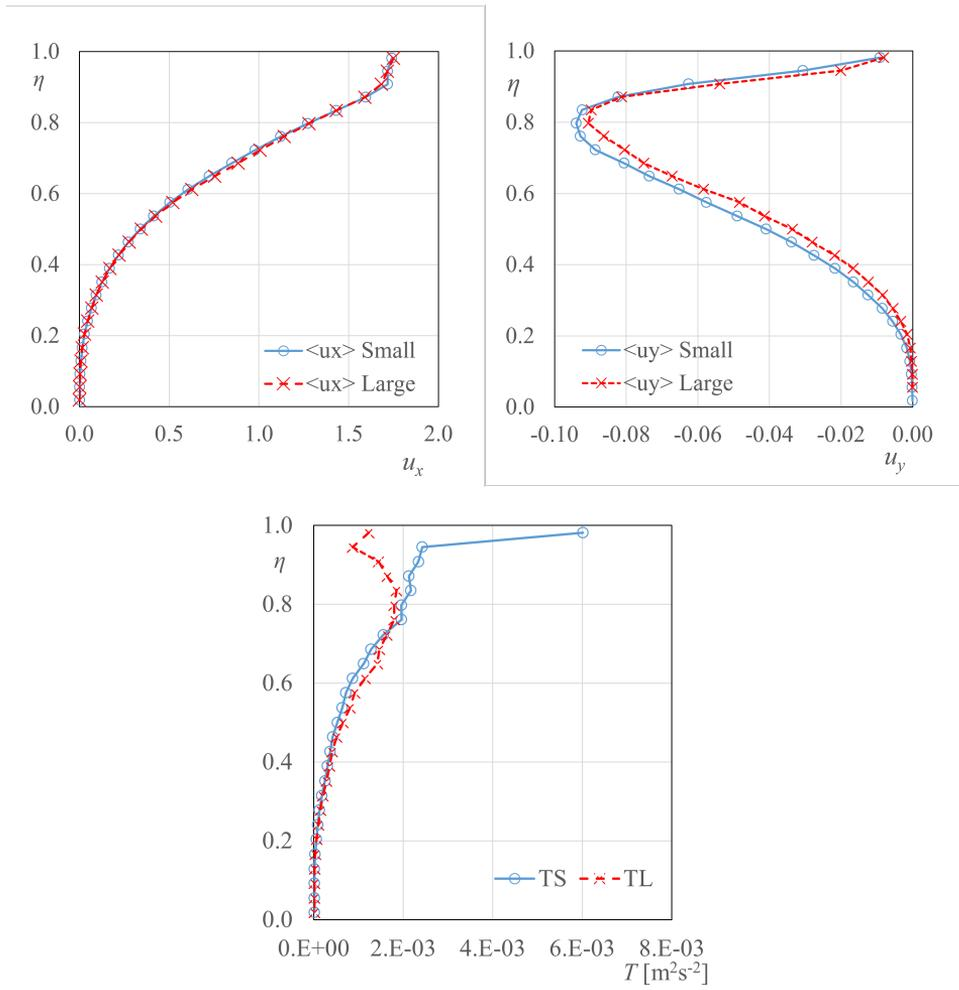 1.0
η
0.8
0.6
0.4
0.2
0.0
<ux> Small
<ux> Large
0.0 0.5 1.0 1.5 2.0
uₓ
1.0
η
0.8
0.6
0.4
0.2
0.0
<uy> Small
<uy> Large
-0.10 -0.08 -0.06 -0.04 -0.02 0.00
u_y
1.0
η
0.8
0.6
0.4
0.2
0.0
TS TL
0.E+00 2.E-03 4.E-03 6.E-03 8.E-03
T [m²s⁻²]